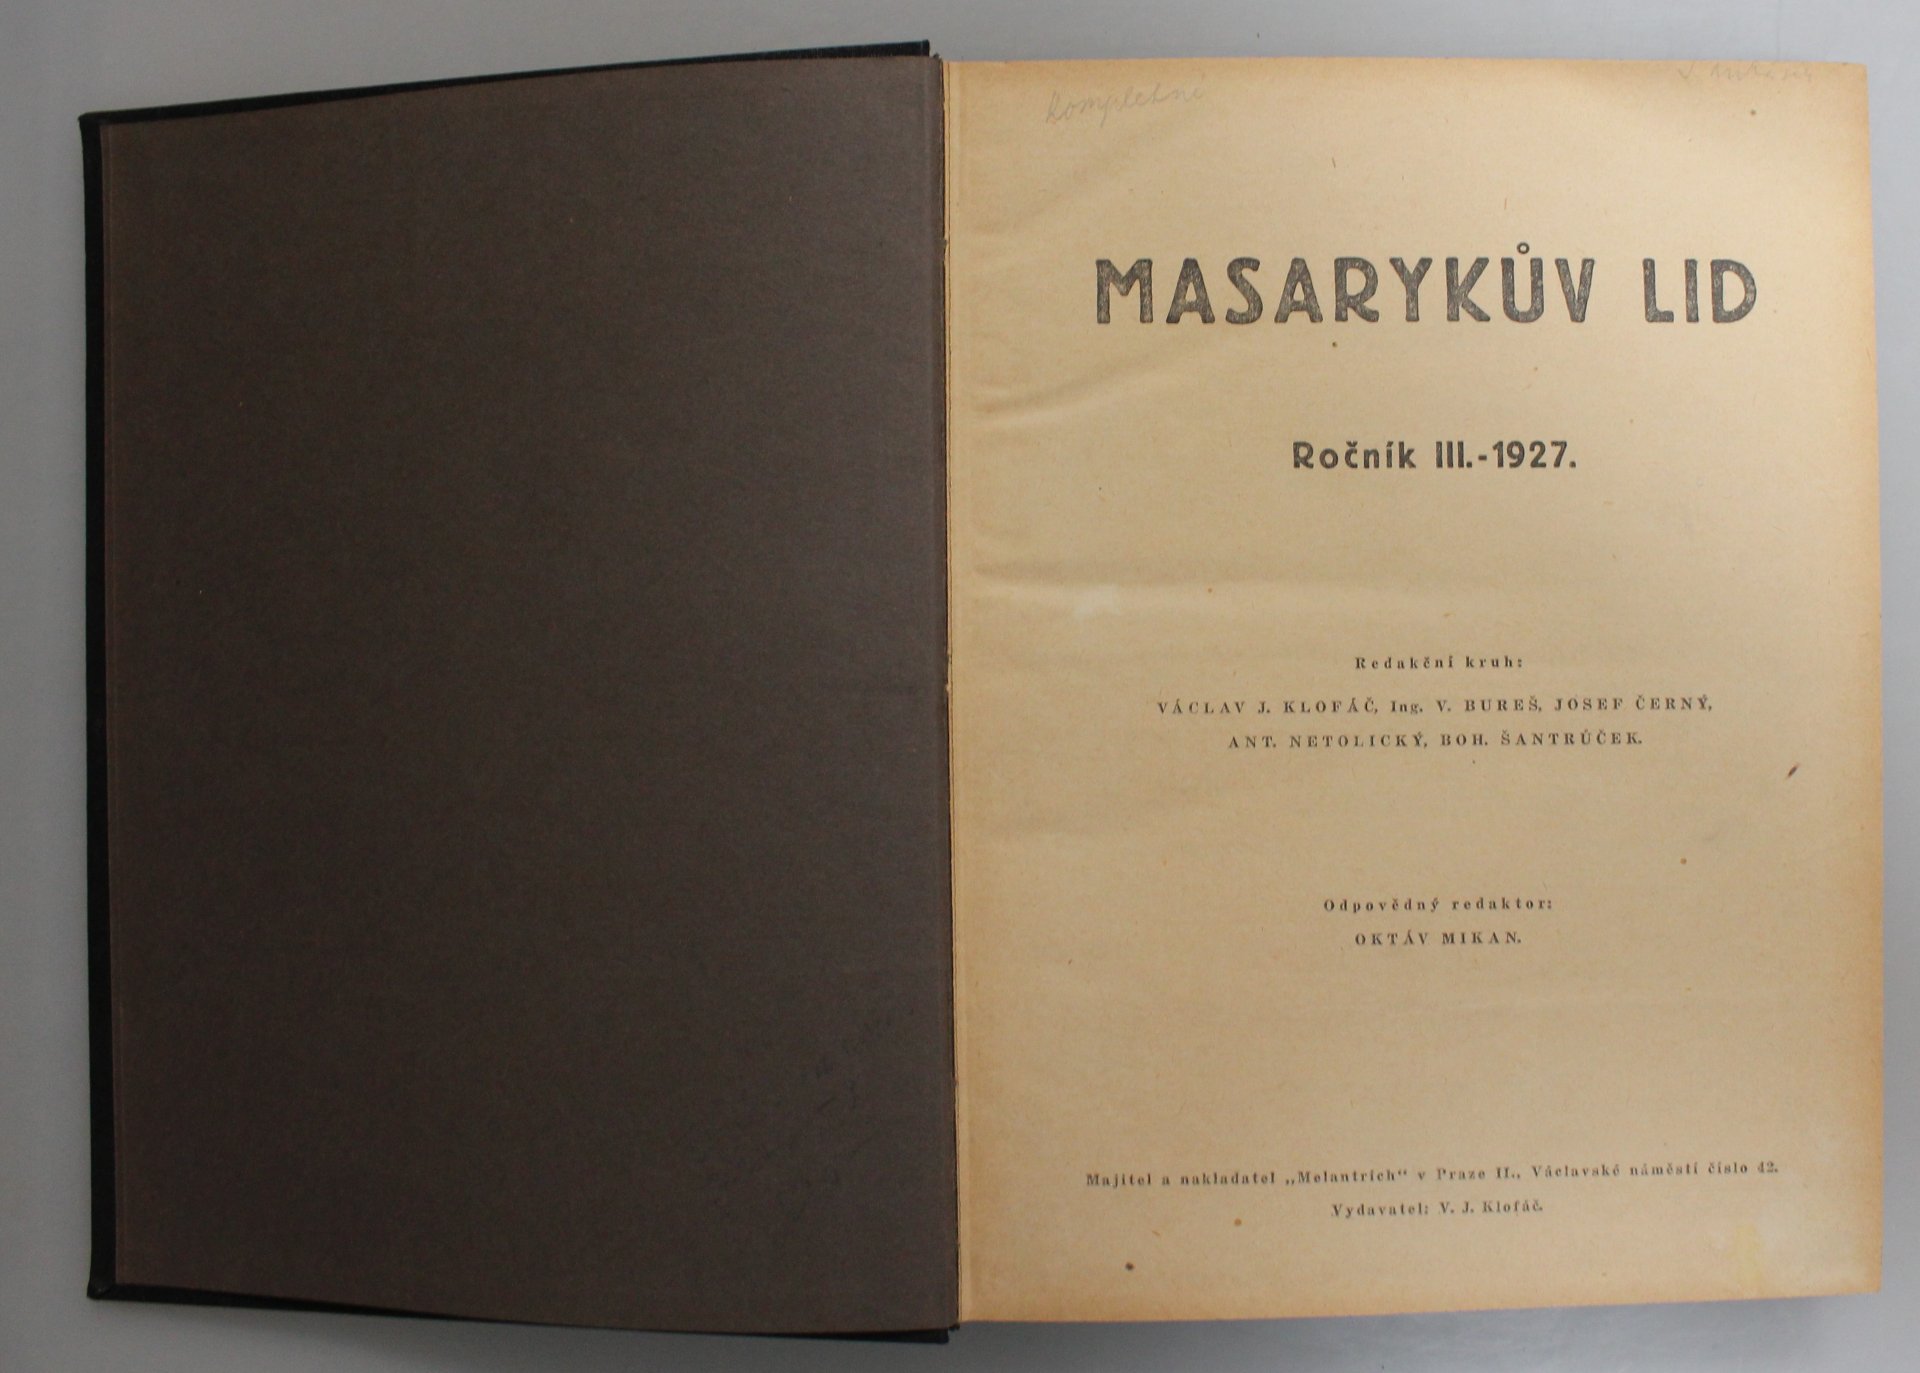 Kompletní
MASARYKŮV LID
Ročník III.-1927.
Redakční kruh:
VÁCLAV J. KLOFÁČ, Ing. V. BUREŠ, JOSEF ČERNÝ,
ANT. NETOLICKÝ, BOH. ŠANTRŮČEK.
Odpovědný redaktor:
OKTÁV MIKAN.
Majitel a nakladatel „Melantrich“ v Praze II., Václavské náměstí číslo 42.
Vydavatel: V. J. Klofáč.